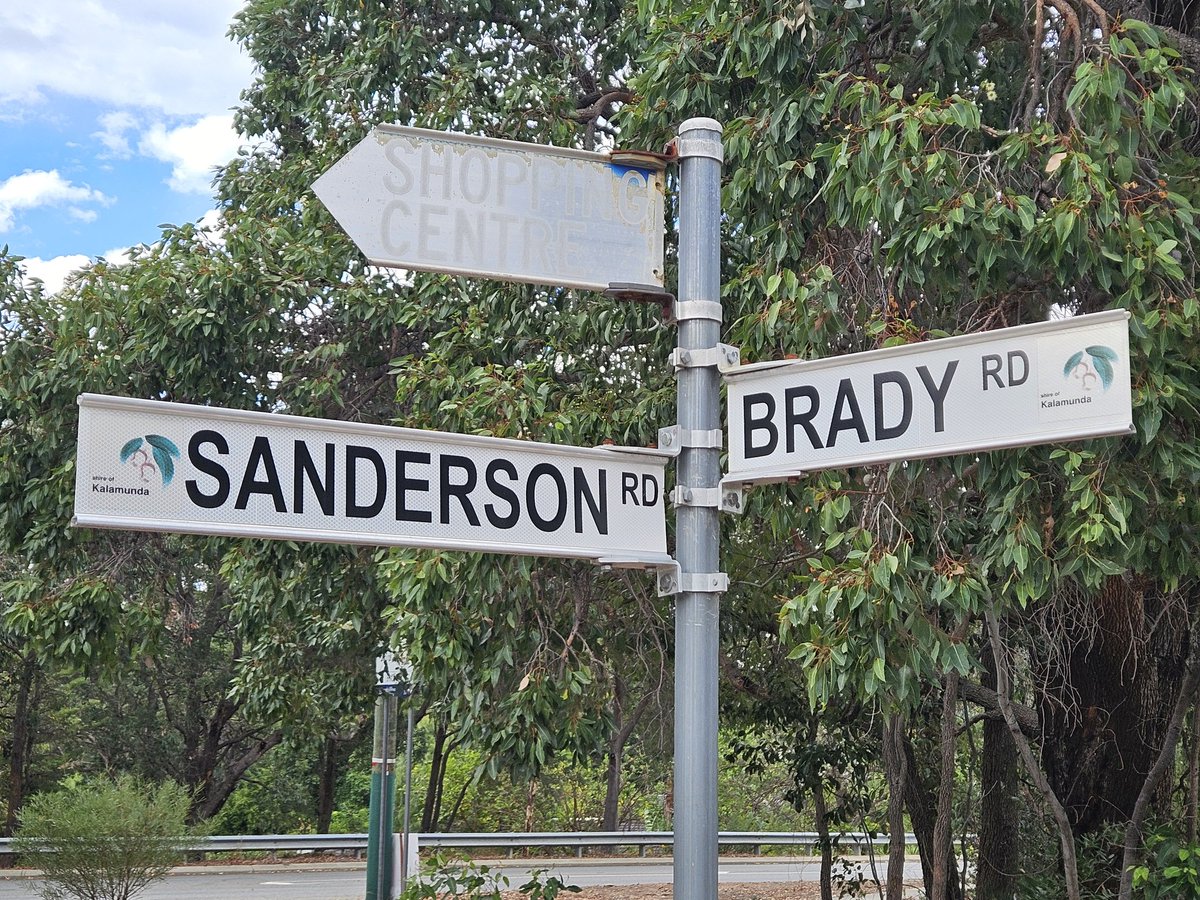 SHOPPING
CENTRE
SANDERSON RD
shire of
Kalamunda
BRADY RD
shire of
Kalamunda